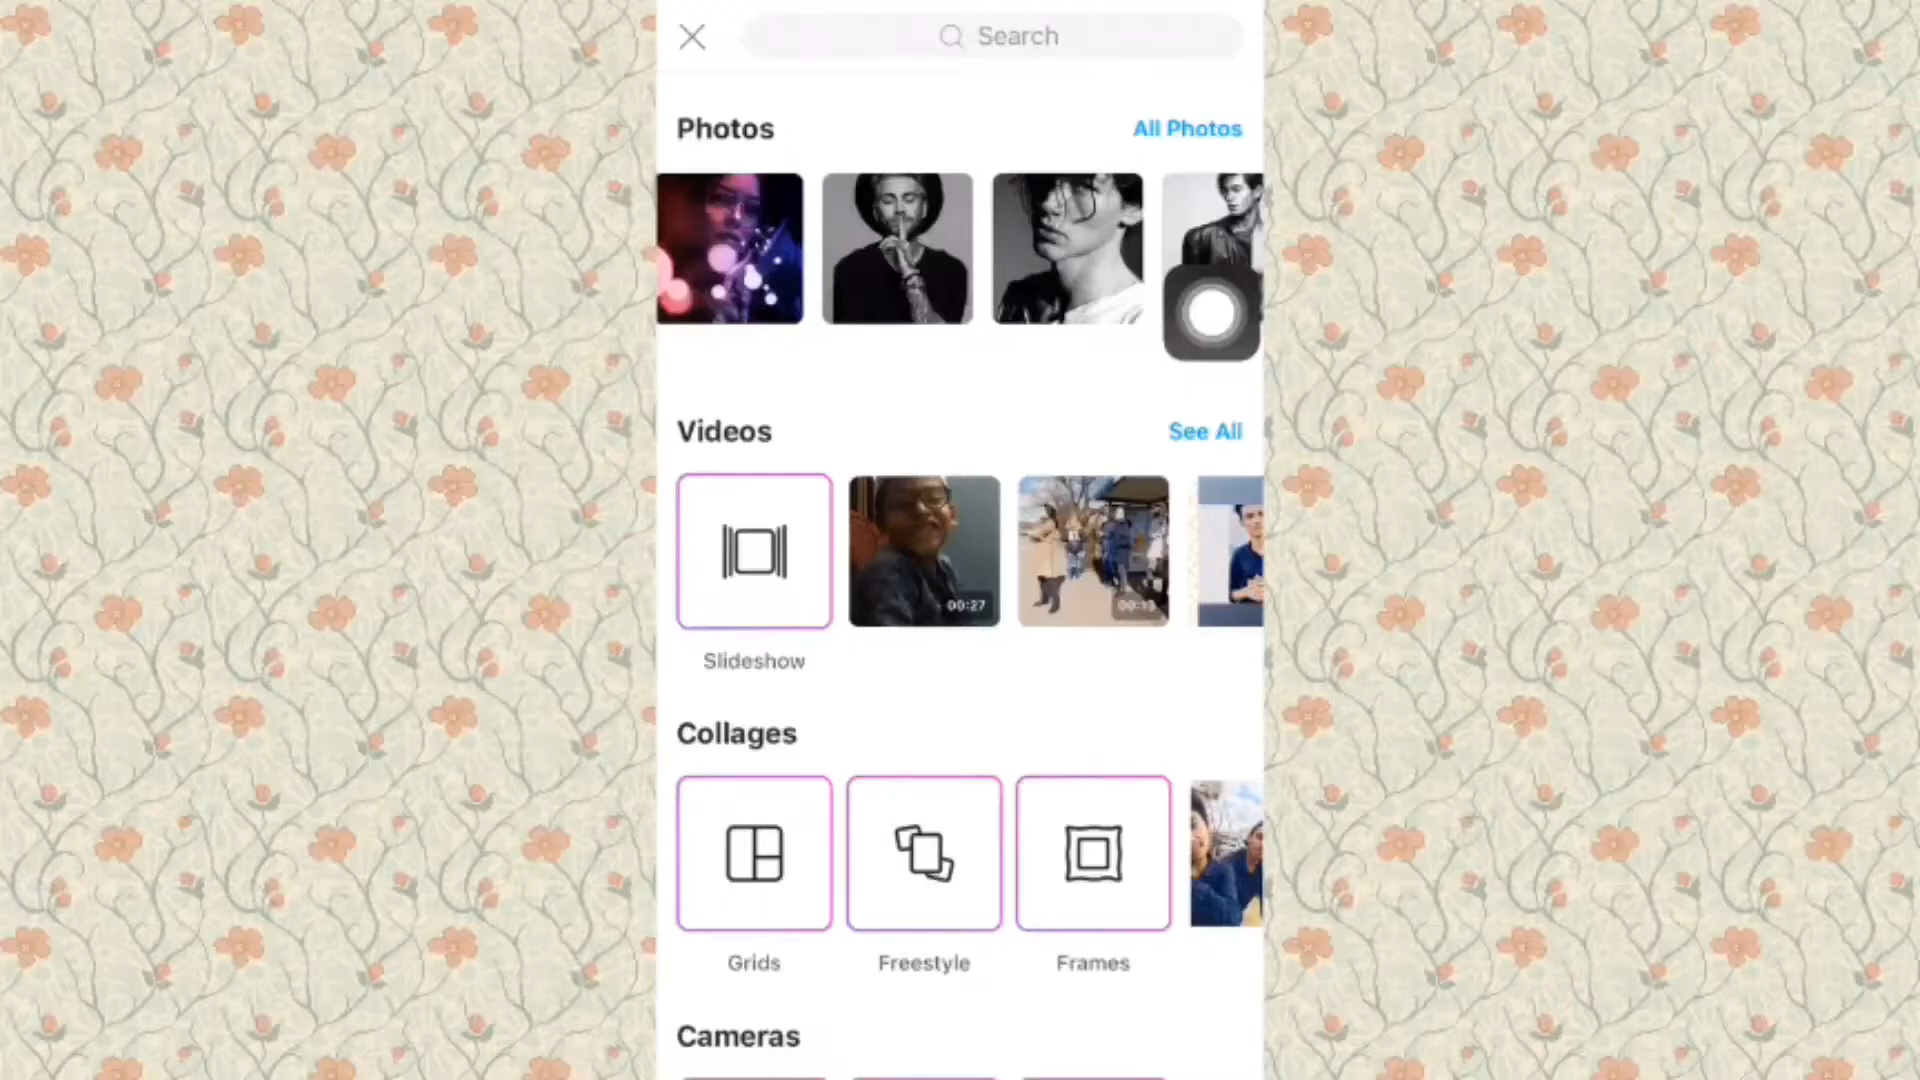 Search
Photos
All Photos
Videos
See All
00:27
Slideshow
Collages
Grids
Freestyle
Frames
Cameras